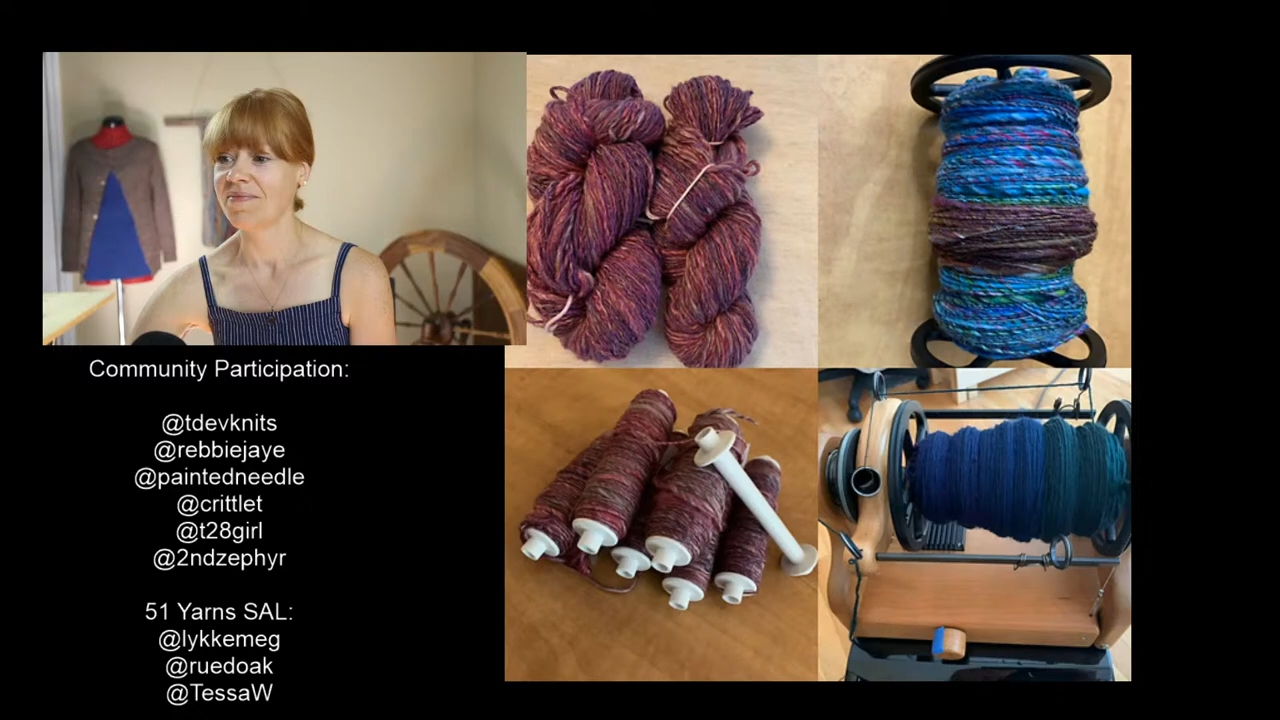 Community Participation:
@tdevknits
@rebbiejaye
@paintedneedle
@crittlet
@t28girl
@2ndzephyr
51 Yarns SAL:
@lykkemeg
@ruedoak
@TessaW